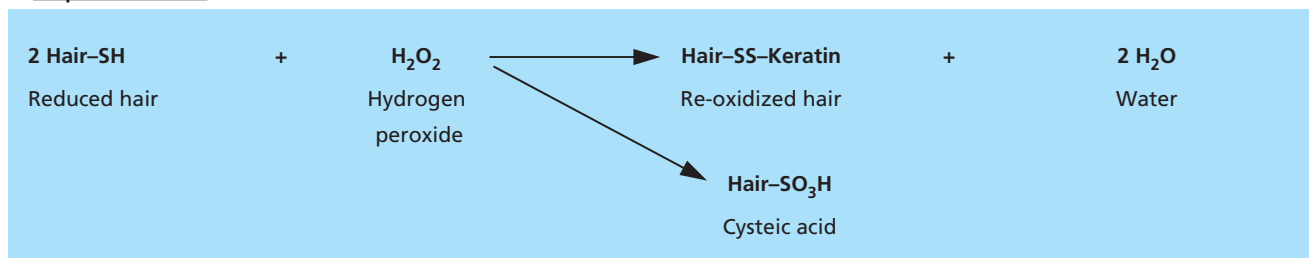 2 Hair–SH + H₂O₂ Hair–SS–Keratin + 2 H₂O
Reduced hair Hydrogen peroxide Re-oxidized hair Water
Hair–SO₃H
Cysteic acid